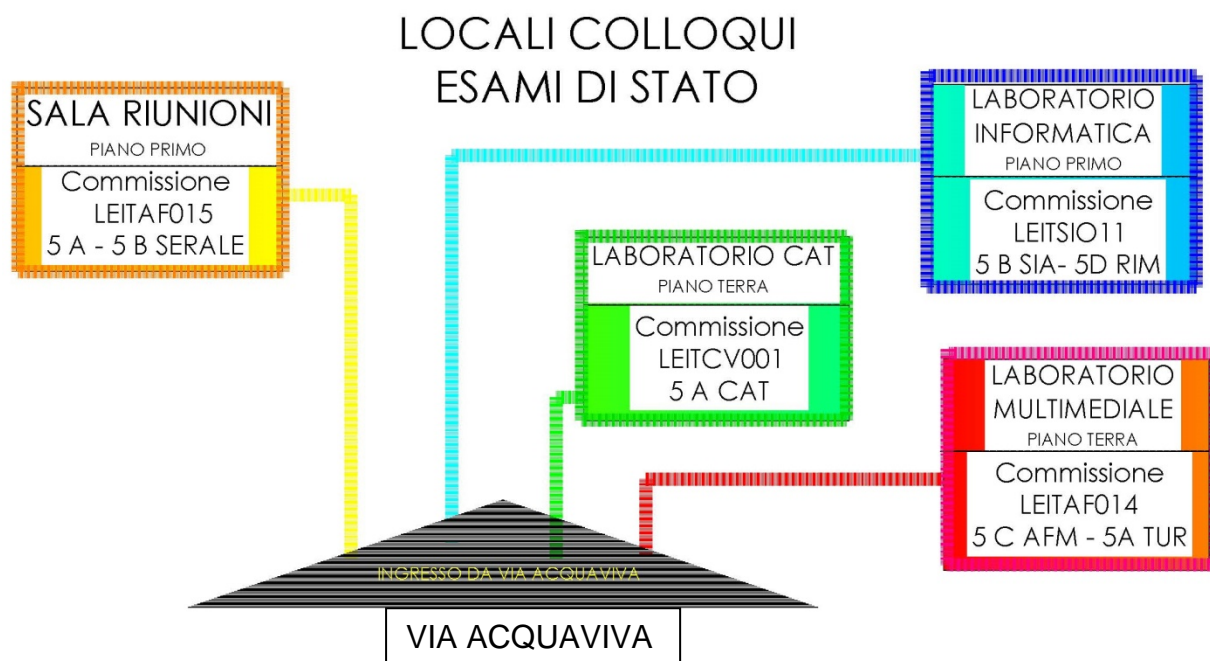 LOCALI COLLOQUI
ESAMI DI STATO
SALA RIUNIONI
PIANO PRIMO
Commissione
LEITAF015
5 A - 5 B SERALE
LABORATORIO
INFORMATICA
PIANO PRIMO
Commissione
LEITSIO11
5 B SIA- 5D RIM
LABORATORIO CAT
PIANO TERRA
Commissione
LEITCV001
5 A CAT
LABORATORIO
MULTIMEDIALE
PIANO TERRA
Commissione
LEITAF014
5 C AFM - 5A TUR
INGRESSO DA VIA ACQUAVIVA
VIA ACQUAVIVA